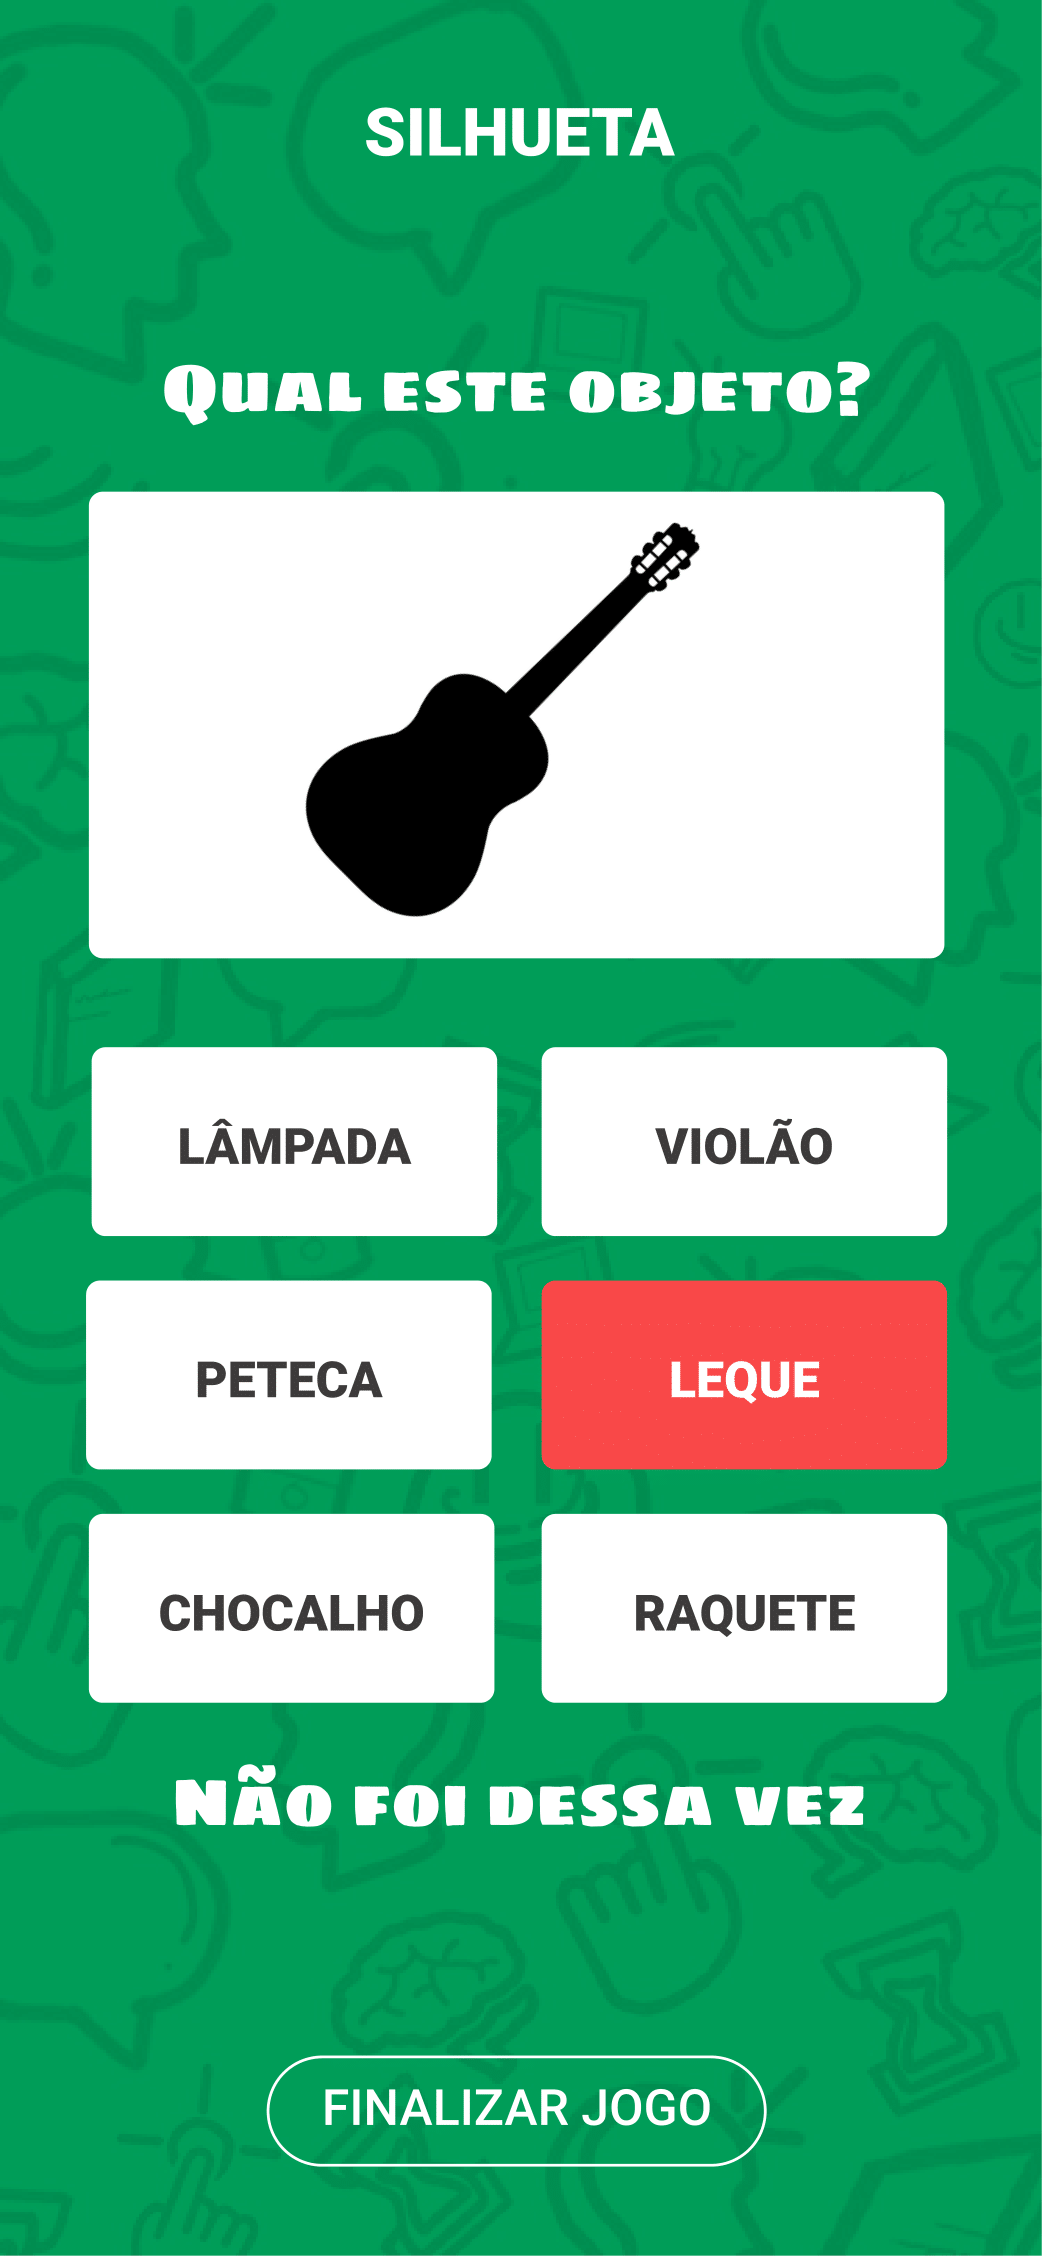 SILHUETA
Qual este objeto?
LÂMPADA
VIOLÃO
PETECA
LEQUE
CHOCALHO
RAQUETE
Não foi dessa vez
FINALIZAR JOGO